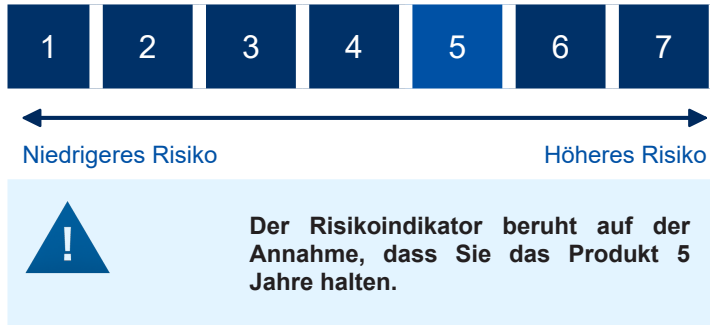 1 2 3 4 5 6 7
Niedrigeres Risiko Höheres Risiko
!
Der Risikoindikator beruht auf der
Annahme, dass Sie das Produkt 5
Jahre halten.